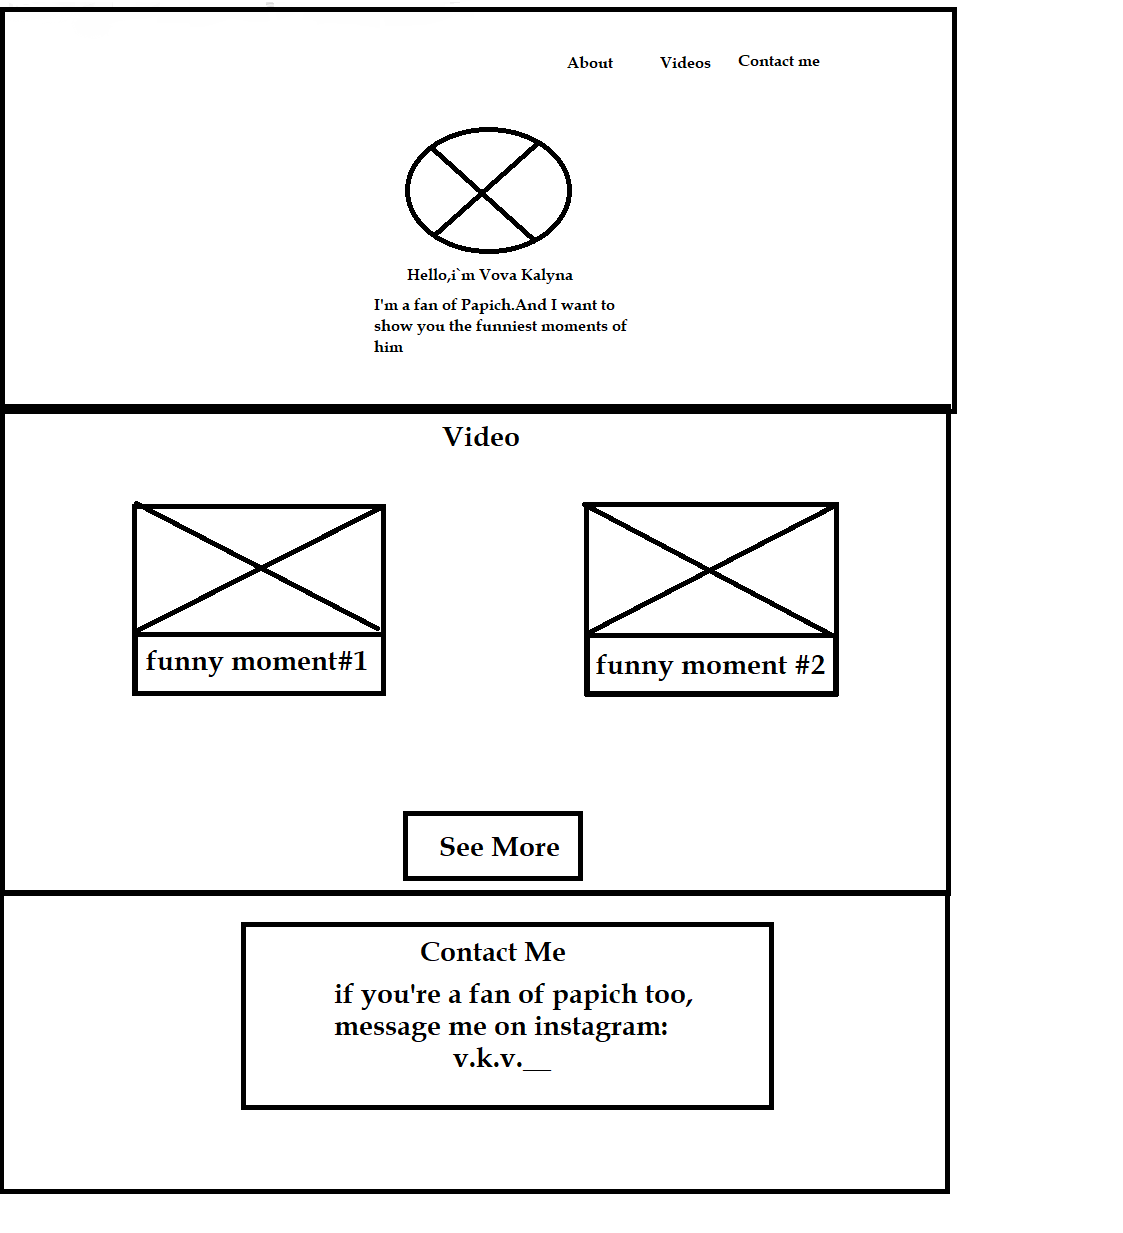 About Videos Contact me
Hello,i`m Vova Kalyna
I'm a fan of Papich.And I want to
show you the funniest moments of
him
Video
funny moment#1
funny moment #2
See More
Contact Me
if you're a fan of papich too,
message me on instagram:
v.k.v.__